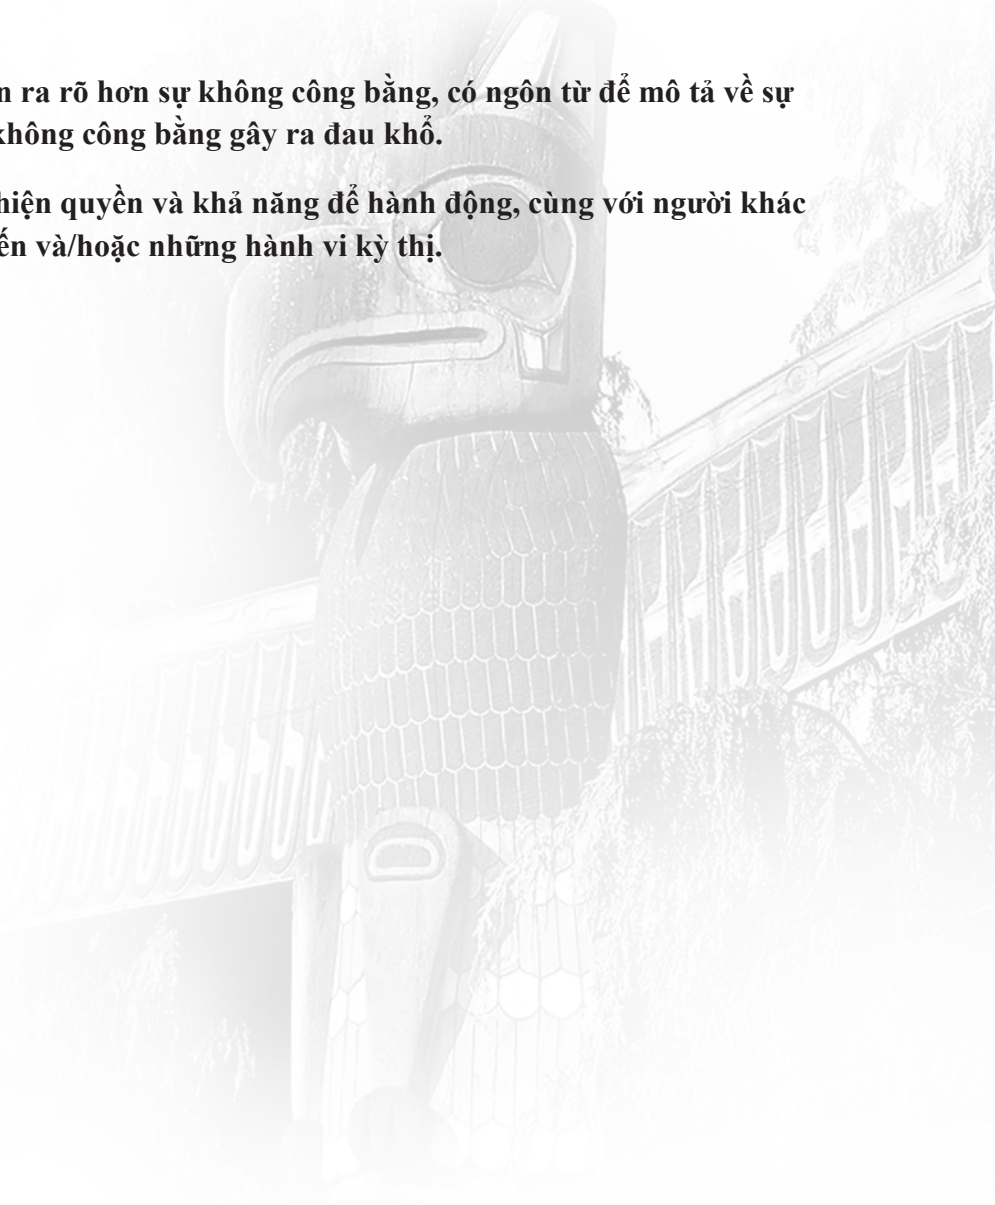 n ra rõ hơn sự không công bằng, có ngôn từ để mô tả về sự
không công bằng gây ra đau khổ.
hiện quyền và khả năng để hành động, cùng với người khác
ến và/hoặc những hành vi kỳ thị.